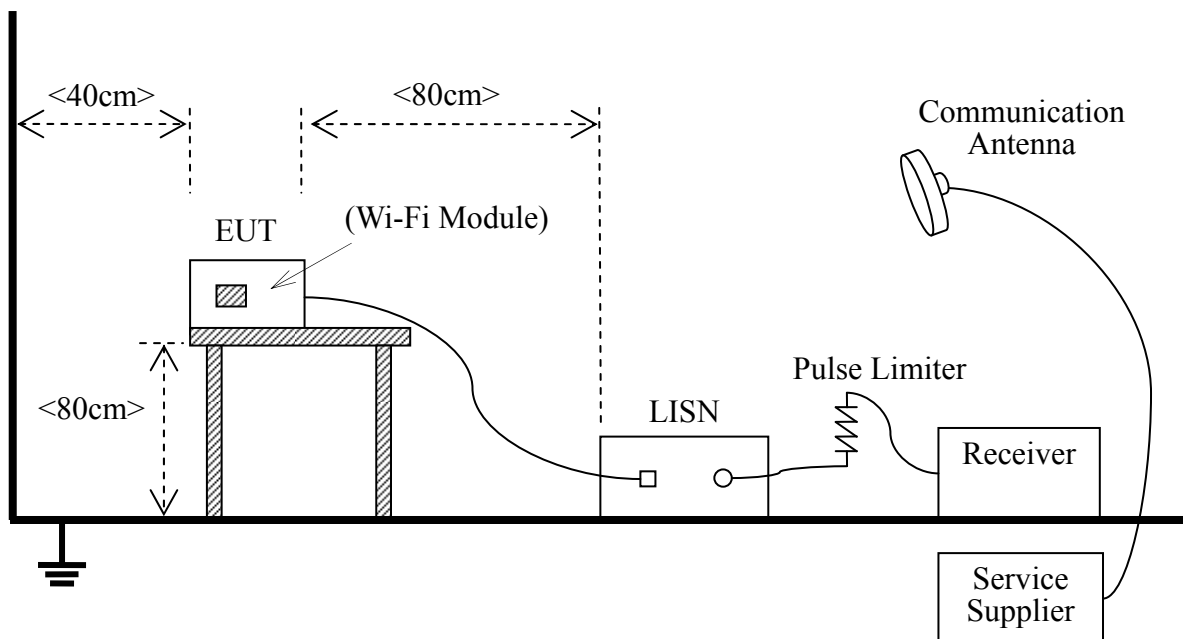 <40cm>
<80cm>
Communication
Antenna
EUT
(Wi-Fi Module)
<80cm>
Pulse Limiter
LISN
Receiver
Service
Supplier